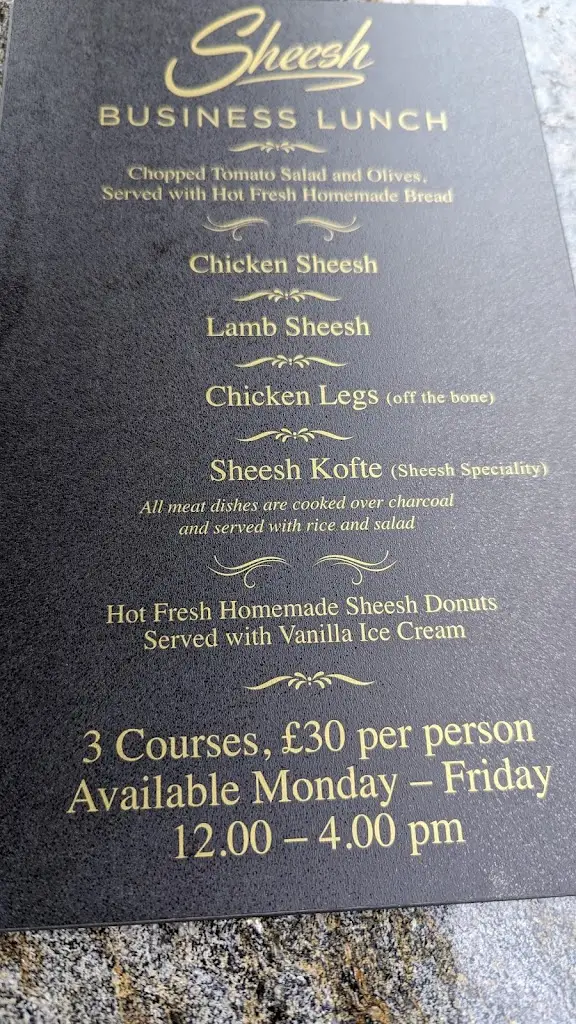 Sheesh
BUSINESS LUNCH
Chopped Tomato Salad and Olives,
Served with Hot Fresh Homemade Bread
Chicken Sheesh
Lamb Sheesh
Chicken Legs (off the bone)
Sheesh Kofte (Sheesh Speciality)
All meat dishes are cooked over charcoal
and served with rice and salad
Hot Fresh Homemade Sheesh Donuts
Served with Vanilla Ice Cream
3 Courses, £30 per person
Available Monday – Friday
12.00 – 4.00 pm